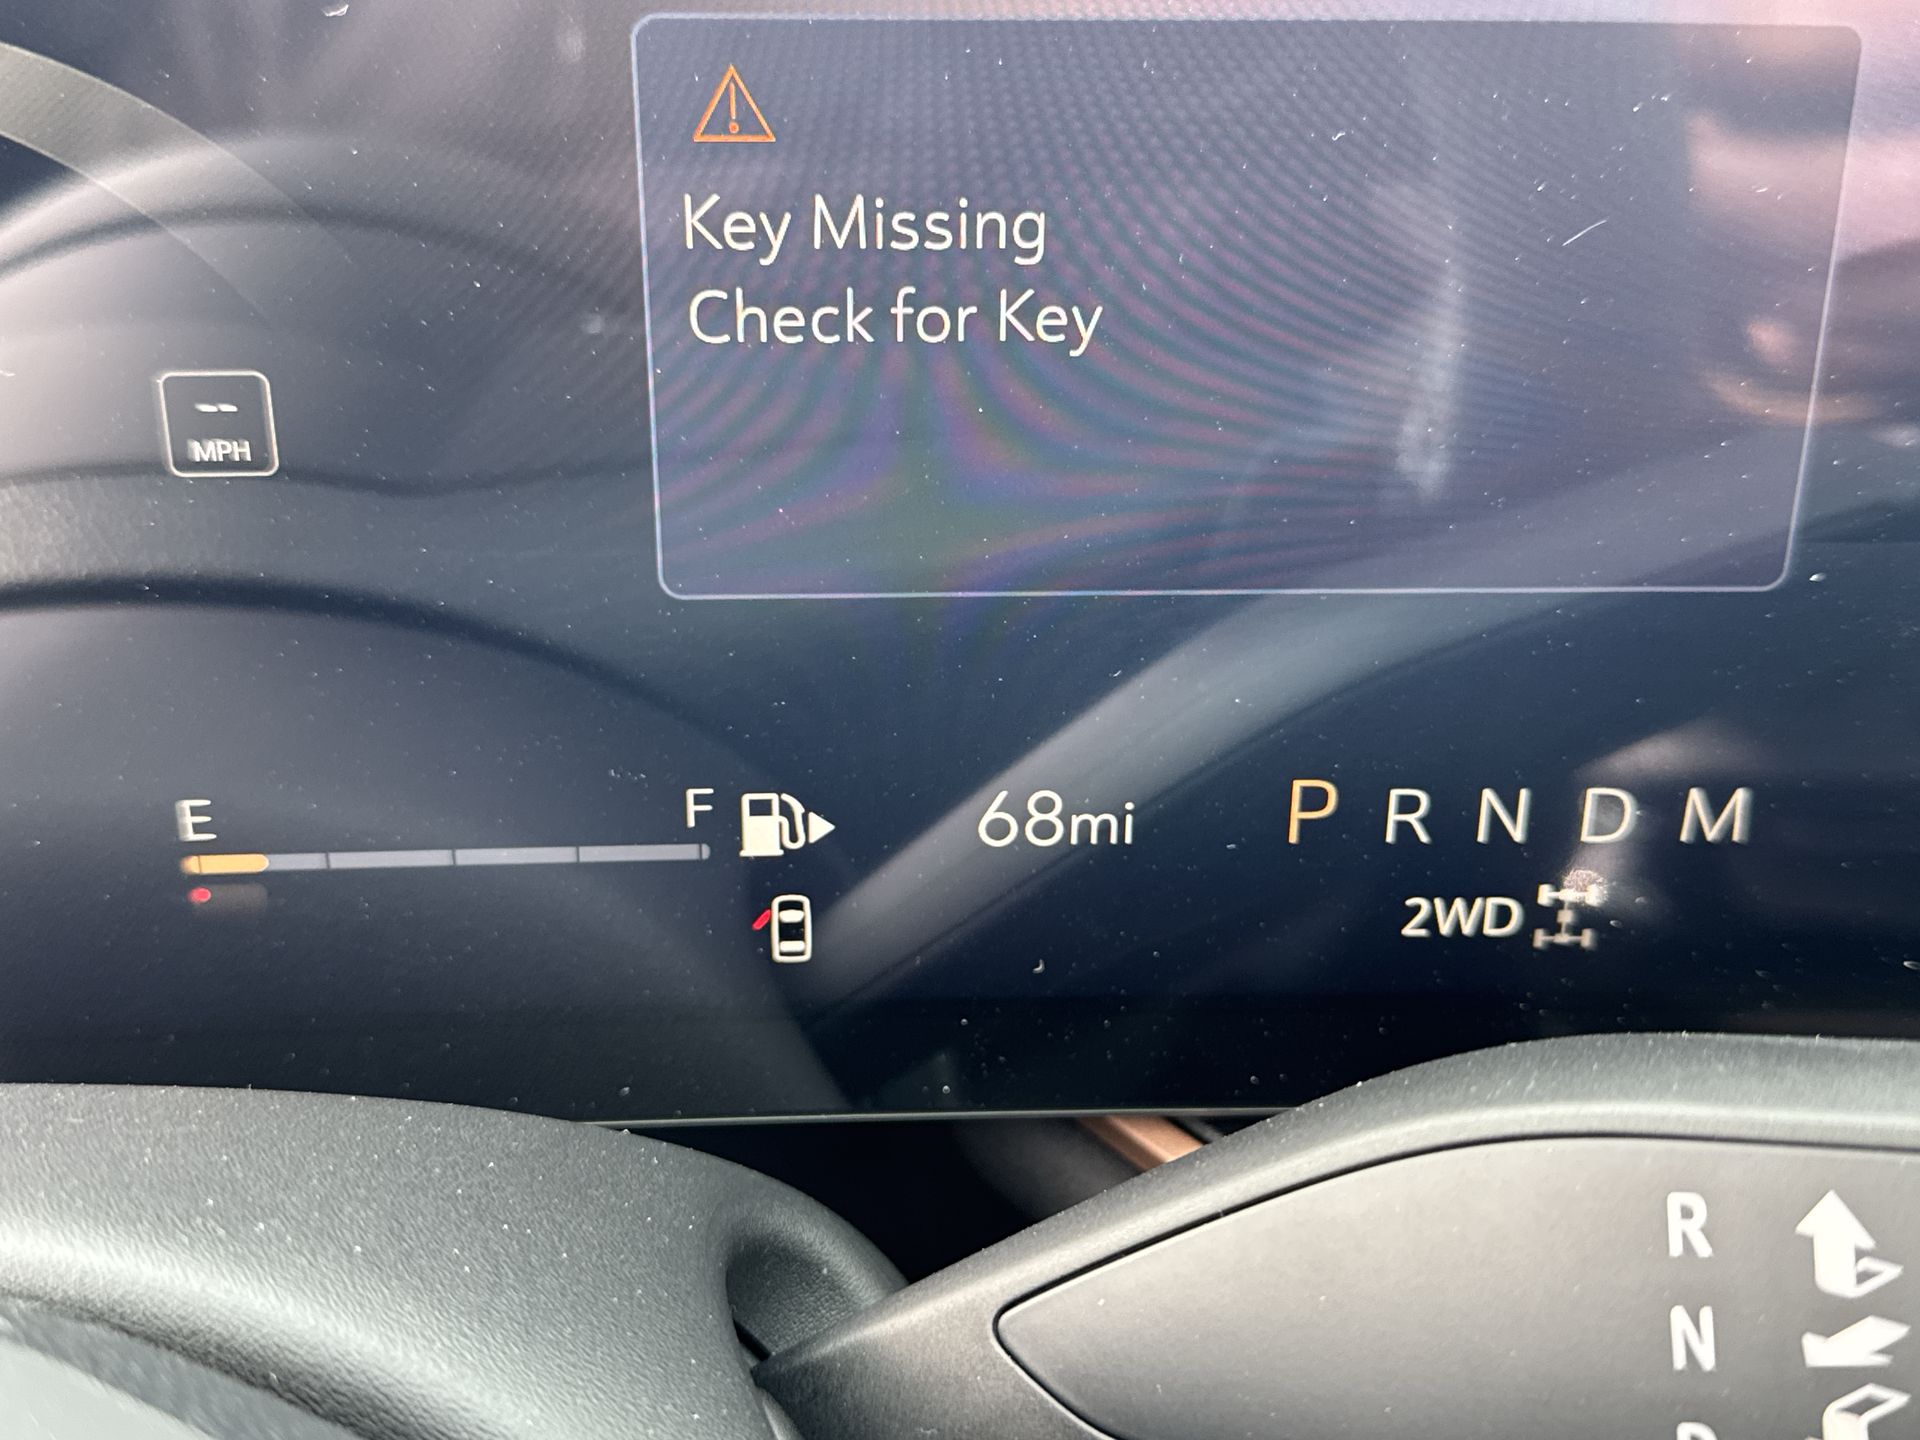 Key Missing
Check for Key
--
MPH
E F 68mi P R N D M
2WD
R
N